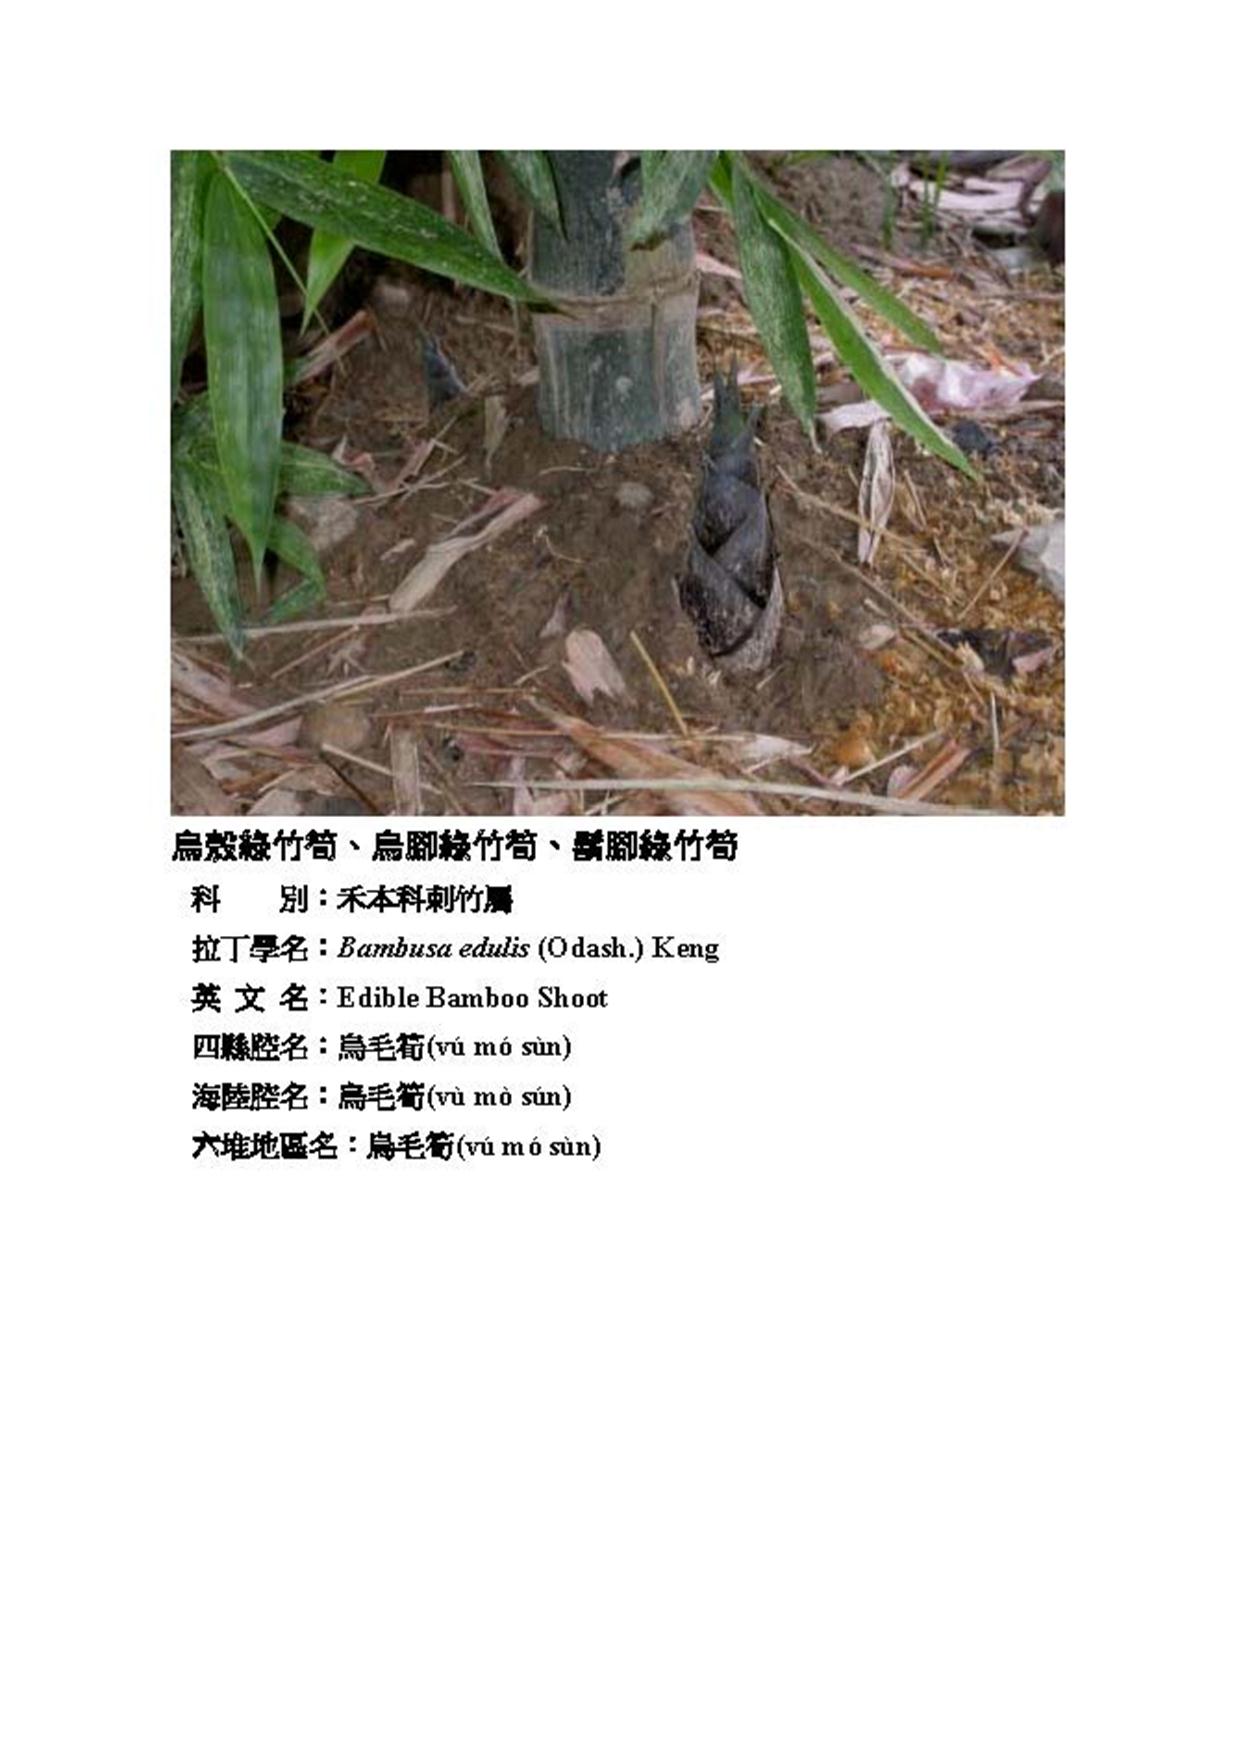 烏殼綠竹筍、烏腳綠竹筍、鬚腳綠竹筍
科　　別：禾本科刺竹屬
拉丁學名：Bambusa edulis (Odash.) Keng
英 文 名：Edible Bamboo Shoot
四縣腔名：烏毛筍(vú mó sùn)
海陸腔名：烏毛筍(vù mò sún)
六堆地區名：烏毛筍(vú mó sùn)